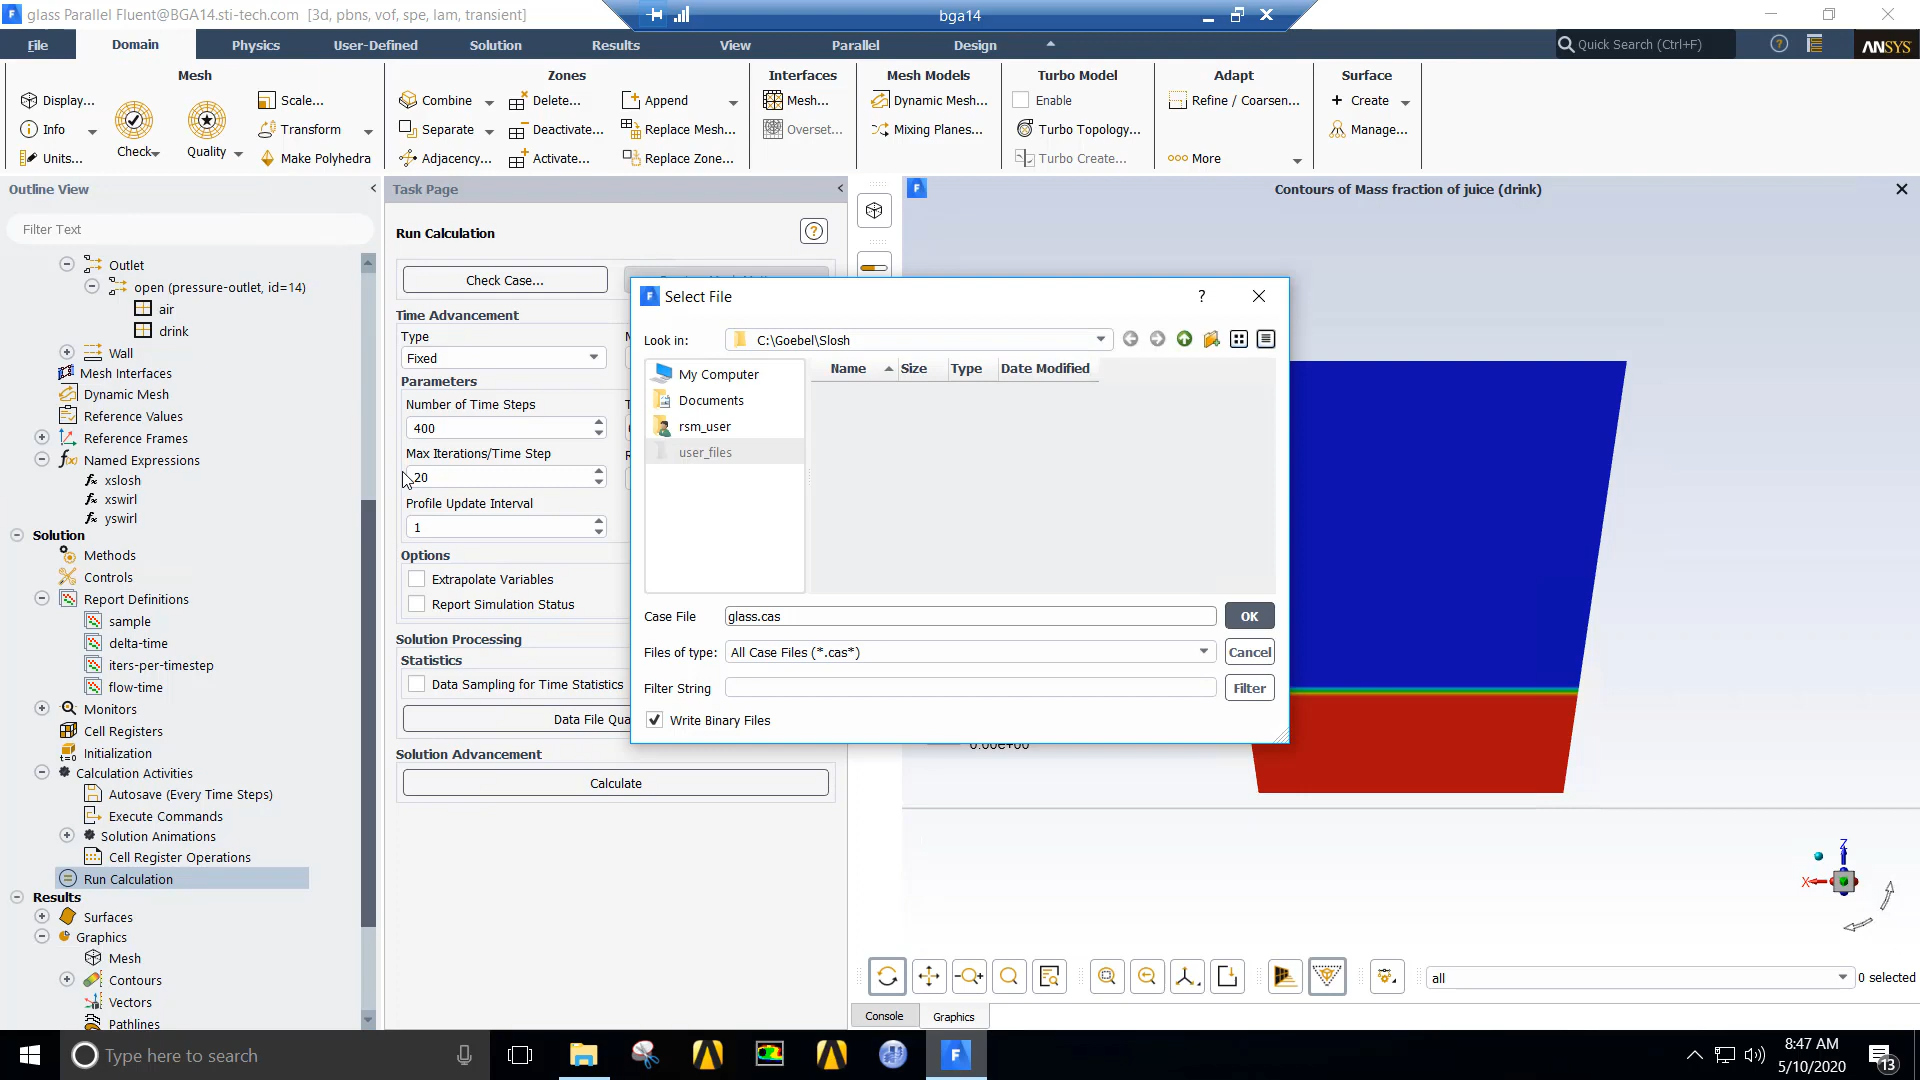 glass Parallel Fluent@BGA14.sti-tech.com [3d, pbns, vof, spe, lam, transient]
bga14
File
Domain
Physics
User-Defined
Solution
Results
View
Parallel
Design
Quick Search (Ctrl+F)
ANSYS
Mesh
Zones
Interfaces
Mesh Models
Turbo Model
Adapt
Surface
Display...
Scale...
Combine
Delete...
Append
Mesh...
Dynamic Mesh...
Enable
Refine / Coarsen...
Create
Info
Check
Quality
Transform
Separate
Deactivate...
Replace Mesh...
Overset...
Mixing Planes...
Turbo Topology...
Manage...
Units...
Make Polyhedra
Adjacency...
Activate...
Replace Zone...
Turbo Create...
More
Outline View
Filter Text
Outlet
open (pressure-outlet, id=14)
air
drink
Wall
Mesh Interfaces
Dynamic Mesh
Reference Values
Reference Frames
Named Expressions
xslosh
xswirl
yswirl
Solution
Methods
Controls
Report Definitions
sample
delta-time
iters-per-timestep
flow-time
Monitors
Cell Registers
Initialization
Calculation Activities
Autosave (Every Time Steps)
Execute Commands
Solution Animations
Cell Register Operations
Run Calculation
Results
Surfaces
Graphics
Mesh
Contours
Vectors
Pathlines
Task Page
Run Calculation
Check Case...
Time Advancement
Type
Fixed
Parameters
Number of Time Steps
400
Max Iterations/Time Step
20
Profile Update Interval
1
Options
Extrapolate Variables
Report Simulation Status
Solution Processing
Statistics
Data Sampling for Time Statistics
Data File Qua
Solution Advancement
Calculate
Contours of Mass fraction of juice (drink)
Select File
Look in:
C:\Goebel\Slosh
My Computer
Documents
rsm_user
user_files
Name
Size
Type
Date Modified
Case File
glass.cas
OK
Files of type:
All Case Files (*.cas*)
Cancel
Filter String
Filter
Write Binary Files
0.00e+00
Z
X
all
0 selected
Console
Graphics
Type here to search
8:47 AM
5/10/2020
13